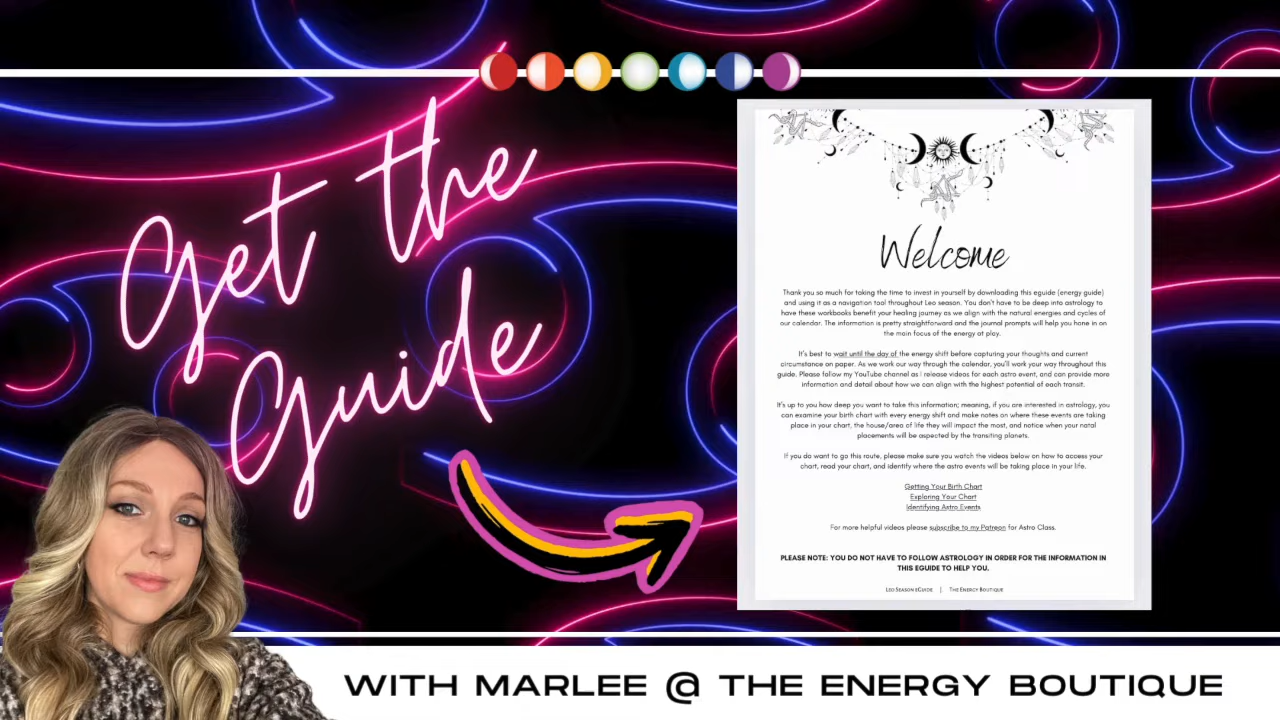 Get the
Guide
Welcome
Thank you so much for taking the time to invest in yourself by downloading this eguide (energy guide)
and using it as a navigation tool throughout Leo season. You don't have to be deep into astrology to
have these workbooks benefit your healing journey as we align with the natural energies and cycles of
our calendar. The information is pretty straightforward and the journal prompts will help you hone in on
the main focus of the energy at play.
It's best to wait until the day of the energy shift before capturing your thoughts and current
circumstance on paper. As we work our way through the calendar, you'll work your way throughout this
guide. Please follow my YouTube channel as I release videos for each astro event, and can provide more
information and detail about how we can align with the highest potential of each transit.
It's up to you how deep you want to take this information; meaning, if you are interested in astrology, you
can examine your birth chart with every energy shift and make notes on where these events are taking
place in your chart, the house/area of life they will impact the most, and notice when your natal
placements will be aspected by the transiting planets.
If you do want to go this route, please make sure you watch the videos below on how to access your
chart, read your chart, and identify where the astro events will be taking place in your life.
Getting Your Birth Chart
Exploring Your Chart
Identifying Astro Events
For more helpful videos please subscribe to my Patreon for Astro Class.
PLEASE NOTE: YOU DO NOT HAVE TO FOLLOW ASTROLOGY IN ORDER FOR THE INFORMATION IN
THIS EGUIDE TO HELP YOU.
Leo Season eGuide | The Energy Boutique
WITH MARLEE @ THE ENERGY BOUTIQUE